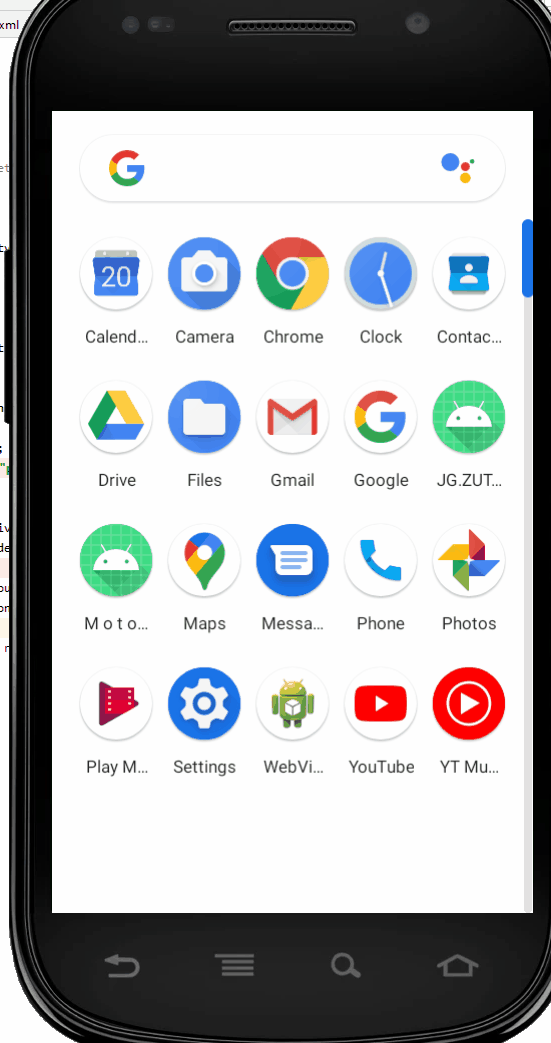 xml
20
Calend...
Camera
Chrome
Clock
Contac...
Drive
Files
Gmail
Google
JG.ZUT...
M o t o...
Maps
Messa...
Phone
Photos
Play M...
Settings
WebVi...
YouTube
YT Mu...